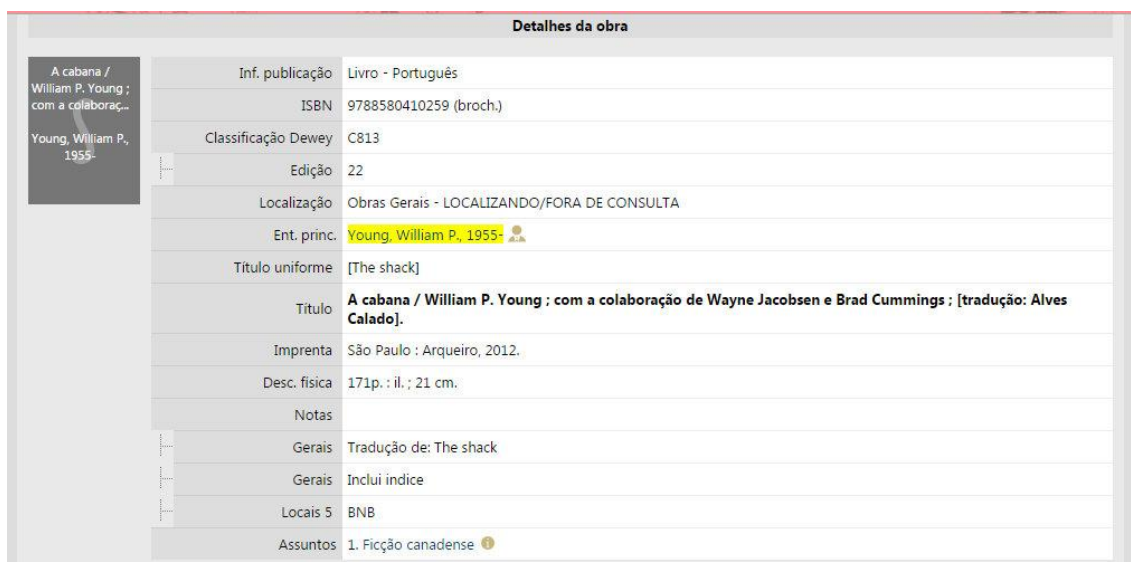 Detalhes da obra
A cabana /
William P. Young ;
com a colaboraç...
Young, William P.,
1955-
Inf. publicação Livro - Português
ISBN 9788580410259 (broch.)
Classificação Dewey C813
Edição 22
Localização Obras Gerais - LOCALIZANDO/FORA DE CONSULTA
Ent. princ. Young, William P., 1955-
Título uniforme [The shack]
Título A cabana / William P. Young ; com a colaboração de Wayne Jacobsen e Brad Cummings ; [tradução: Alves
Calado].
Imprenta São Paulo : Arqueiro, 2012.
Desc. física 171p. : il. ; 21 cm.
Notas
Gerais Tradução de: The shack
Gerais Inclui indice
Locais 5 BNB
Assuntos 1. Ficção canadense